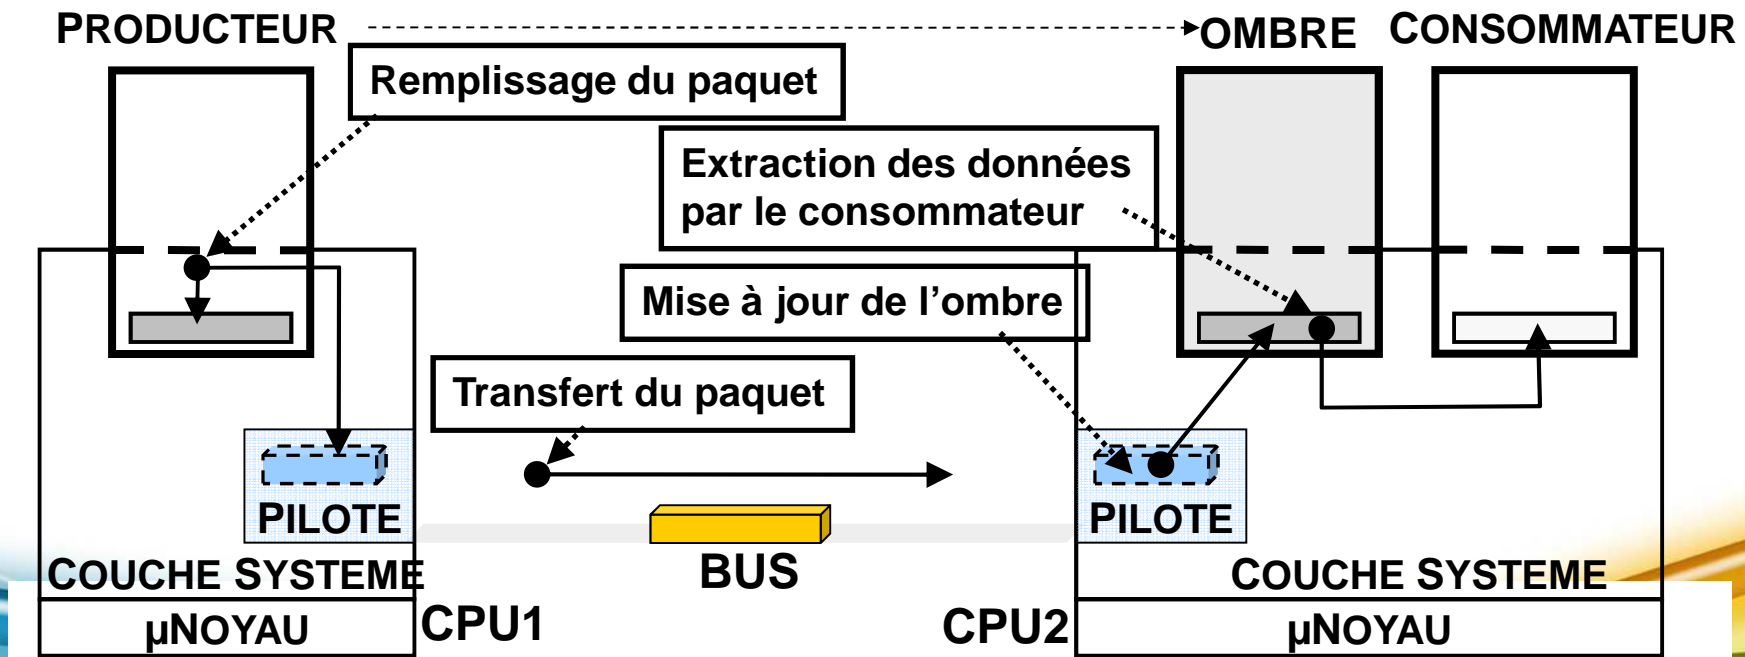 PRODUCTEUR
OMBRE
CONSOMMATEUR
Remplissage du paquet
Extraction des données
par le consommateur
Mise à jour de l’ombre
Transfert du paquet
PILOTE
PILOTE
BUS
COUCHE SYSTEME
COUCHE SYSTEME
µNOYAU
CPU1
CPU2
µNOYAU